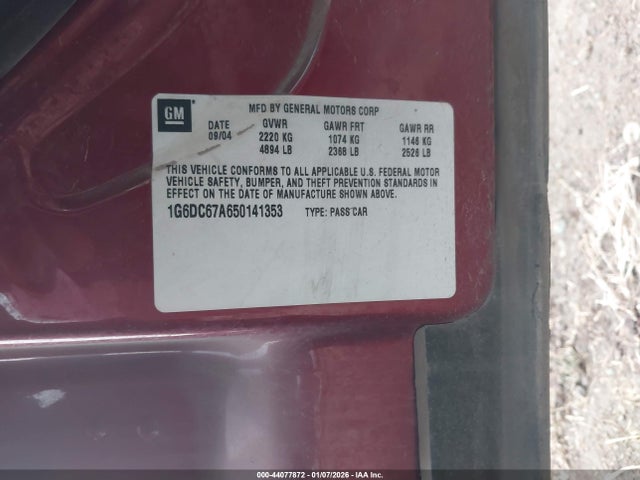 GM
MFD BY GENERAL MOTORS CORP
DATE GVWR GAWR FRT GAWR RR
09/04 2220 KG 1074 KG 1146 KG
4894 LB 2368 LB 2526 LB
THIS VEHICLE CONFORMS TO ALL APPLICABLE U.S. FEDERAL MOTOR
VEHICLE SAFETY, BUMPER, AND THEFT PREVENTION STANDARDS IN
EFFECT ON THE DATE OF MANUFACTURE SHOWN ABOVE.
1G6DC67A650141353 TYPE: PASS CAR
000-44077872 | 01/07/2026 | IAA Inc.